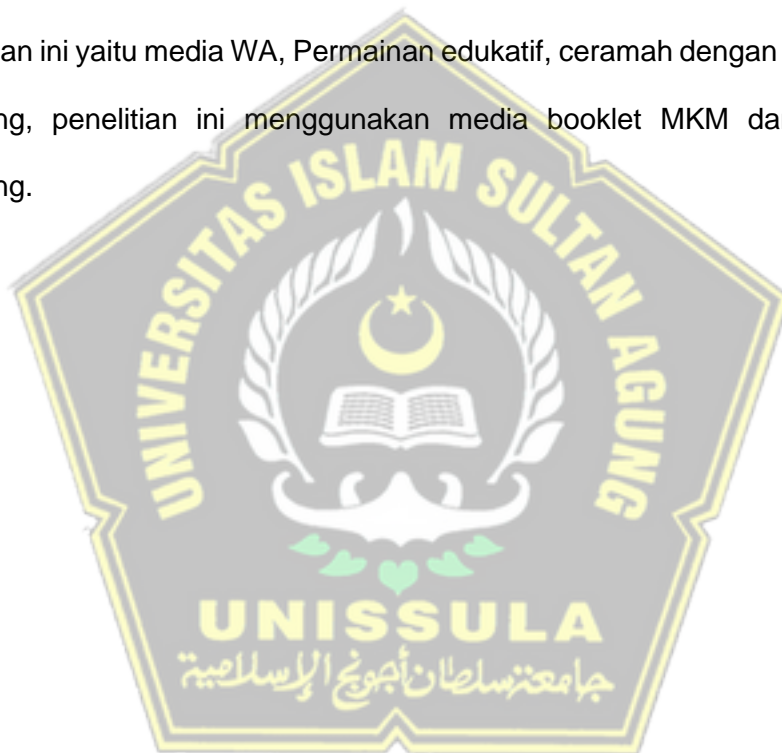 an ini yaitu media WA, Permainan edukatif, ceramah dengan
ng, penelitian ini menggunakan media booklet MKM da
ng.
UNIVERSITAS ISLAM SULTAN AGUNG
UNISSULA
جامعة سلطان أجونج الإسلامية